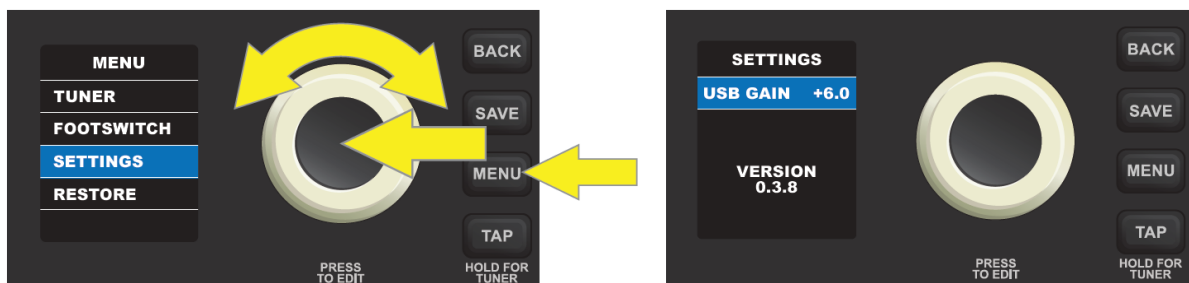 MENU
TUNER
FOOTSWITCH
SETTINGS
RESTORE
BACK
SAVE
MENU
TAP
PRESS
TO EDIT
HOLD FOR
TUNER
SETTINGS
USB GAIN +6.0
VERSION
0.3.8
BACK
SAVE
MENU
TAP
PRESS
TO EDIT
HOLD FOR
TUNER